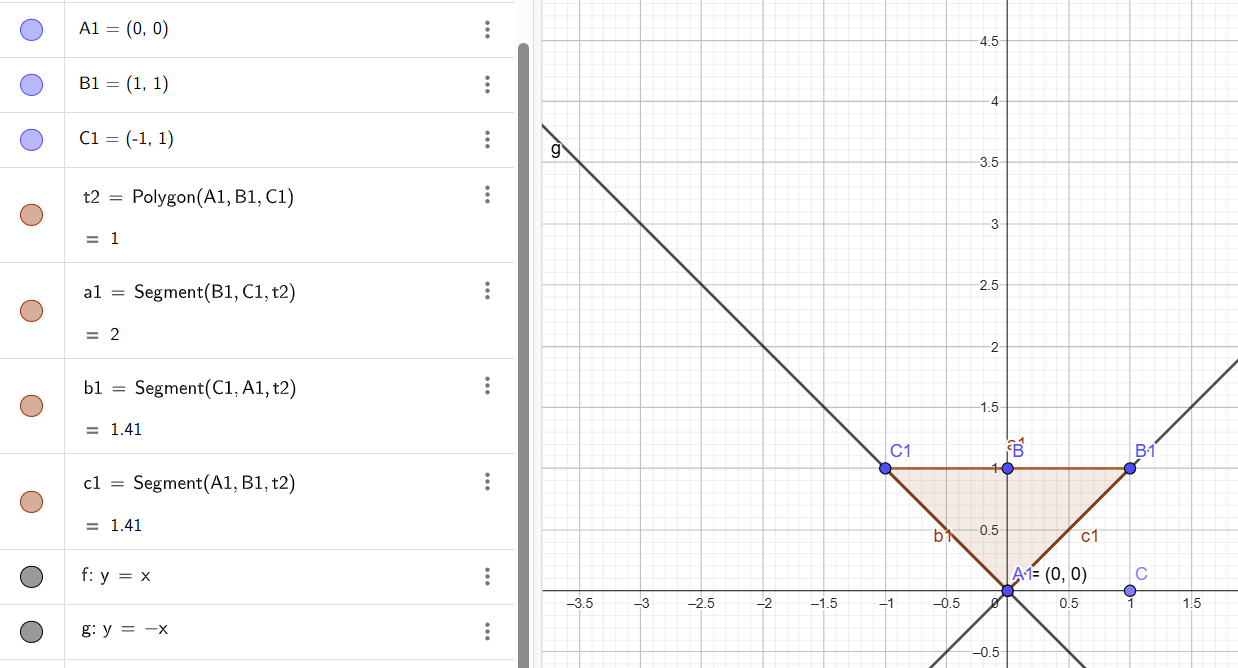 A1 = (0, 0)
B1 = (1, 1)
C1 = (-1, 1)
t2 = Polygon(A1, B1, C1)
= 1
a1 = Segment(B1, C1, t2)
= 2
b1 = Segment(C1, A1, t2)
= 1.41
c1 = Segment(A1, B1, t2)
= 1.41
f: y = x
g: y = −x
4.5
4
g
3.5
3
2.5
2
1.5
a1
C1
B
B1
1
b1
0.5
c1
A1
= (0, 0)
C
–3.5 –3 –2.5 –2 –1.5 –1 –0.5 0 0.5 1 1.5
–0.5